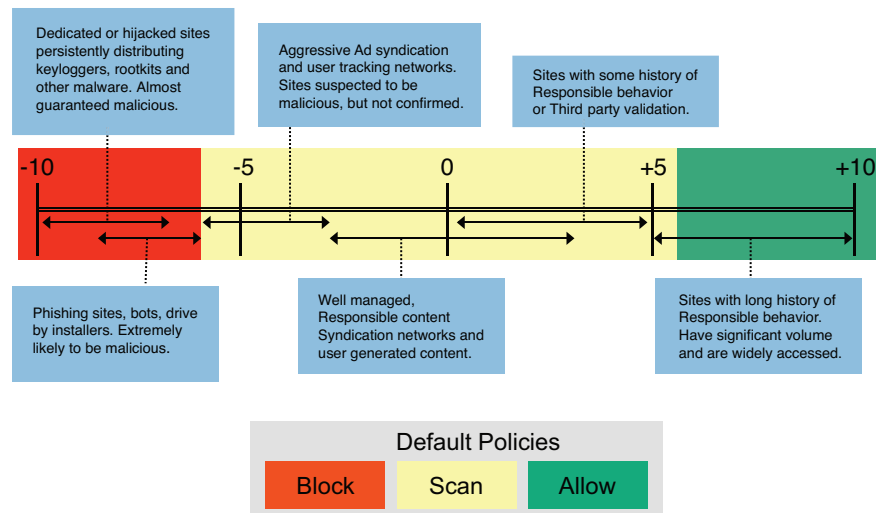 Dedicated or hijacked sites
persistently distributing
keyloggers, rootkits and
other malware. Almost
guaranteed malicious.
Aggressive Ad syndication
and user tracking networks.
Sites suspected to be
malicious, but not confirmed.
Sites with some history of
Responsible behavior
or Third party validation.
-10
-5
0
+5
+10
Phishing sites, bots, drive
by installers. Extremely
likely to be malicious.
Well managed,
Responsible content
Syndication networks and
user generated content.
Sites with long history of
Responsible behavior.
Have significant volume
and are widely accessed.
Default Policies
Block
Scan
Allow